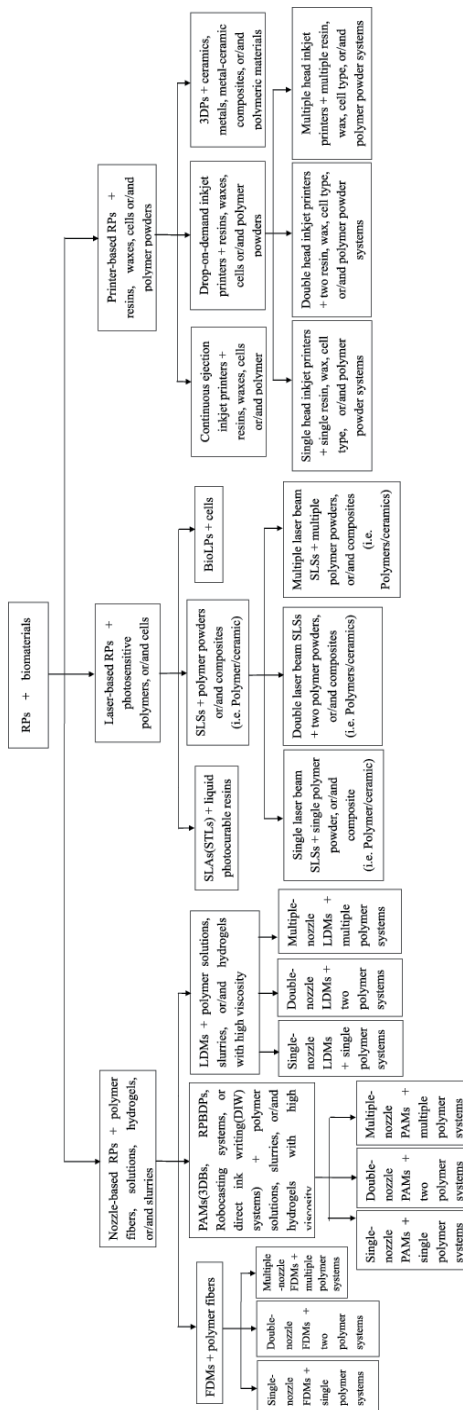 RPs + biomaterials
Nozzle-based RPs + polymer
fibers, solutions, hydrogels,
or/and slurries
Laser-based RPs +
photosensitive
polymers, or/and cells
Printer-based RPs +
resins, waxes, cells or/and
polymer powders
FDMs + polymer fibers
PAMs(3DBs, RPBDPs,
Robocasting systems, or
direct ink writing(DIW)
systems) + polymer
solutions, slurries, or/and
hydrogels with high
viscosity
LDMs + polymer solutions,
slurries, or/and hydrogels
with high viscosity
SLAs(STLs) + liquid
photocurable resins
SLSs + polymer powders
or/and composites
(i.e. Polymer/ceramic)
BioLPs + cells
Continuous ejection
inkjet printers +
resins, waxes, cells
or/and polymer
Drop-on-demand inkjet
printers + resins, waxes,
cells or/and polymer
powders
3DPs + ceramics,
metals, metal-ceramic
composites, or/and
polymeric materials
Single-
nozzle
FDMs +
single
polymer
systems
Double-
nozzle
FDMs +
two
polymer
systems
Multiple
-nozzle
FDMs +
multiple
polymer
systems
Single-
nozzle
PAMs +
single
polymer
systems
Double-
nozzle
PAMs +
two
polymer
systems
Multiple-
nozzle
PAMs +
multiple
polymer
systems
Single-
nozzle
LDMs +
single polymer
systems
Double-
nozzle
LDMs +
two
polymer
systems
Multiple-
nozzle
LDMs +
multiple
polymer
systems
Single laser beam
SLSs + single polymer
powder, or/and
composite
(i.e. Polymer/ceramic)
Double laser beam SLSs
+ two polymer powders,
or/and composites
(i.e. Polymers/ceramics)
Multiple laser beam
SLSs + multiple
polymer powders,
or/and composites
(i.e.
Polymers/ceramics)
Single head inkjet printers
+ single resin, wax, cell
type, or/and polymer
powder systems
Double head inkjet printers
+ two resin, wax, cell type,
or/and polymer powder
systems
Multiple head inkjet
printers + multiple resin,
wax, cell type, or/and
polymer powder systems